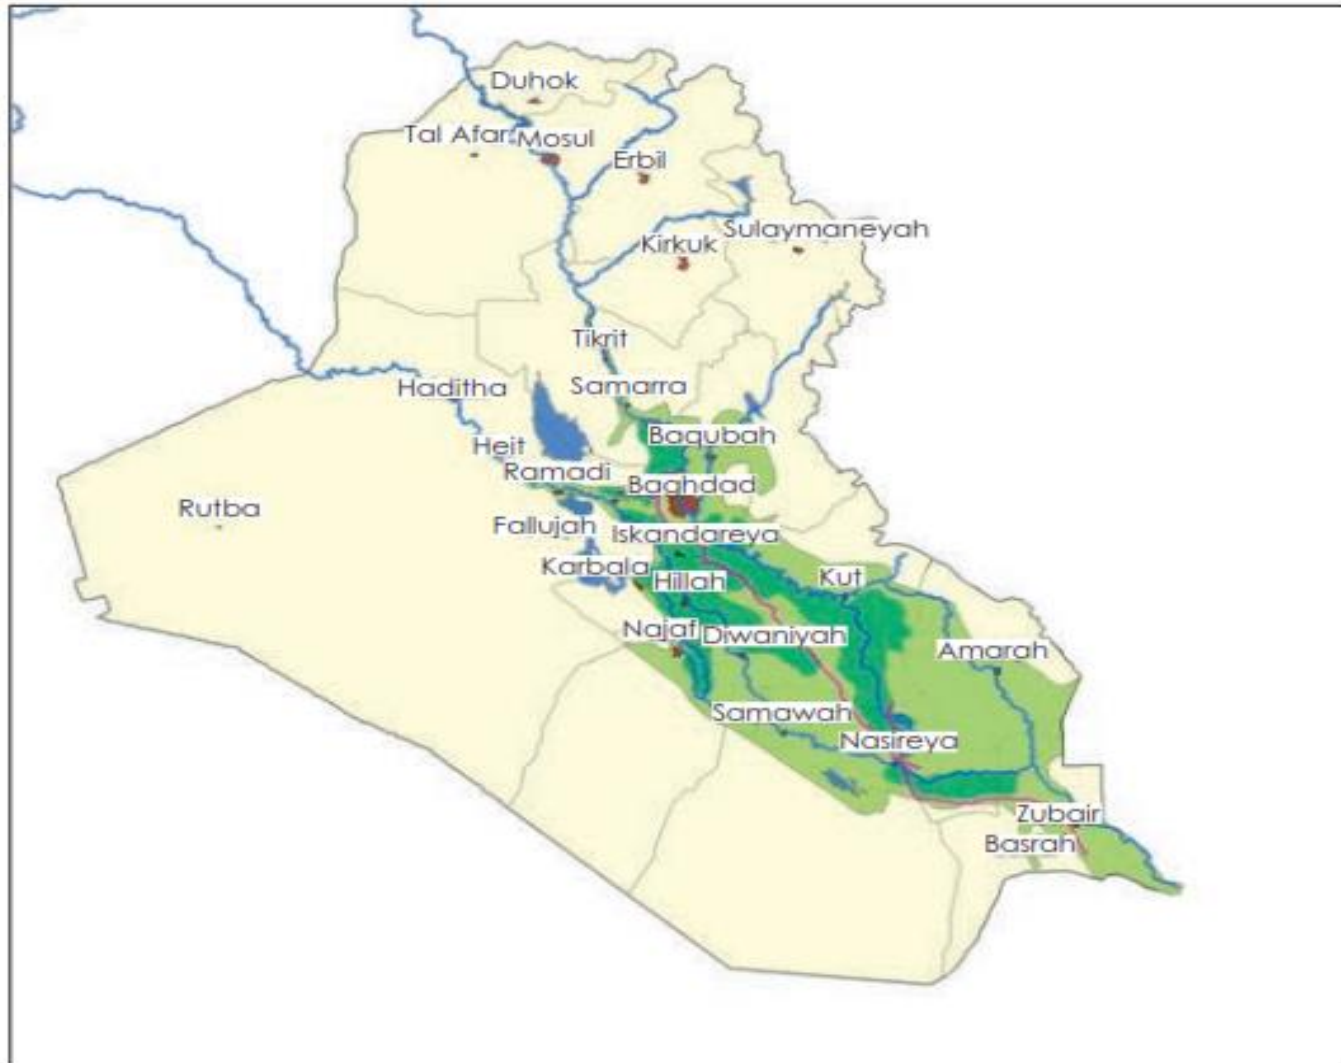 Duhok
Tal Afar
Mosul
Erbil
Sulaymaneyah
Kirkuk
Tikrit
Samarra
Haditha
Baqubah
Heit
Ramadi
Baghdad
Rutba
Fallujah
Iskandareya
Karbala
Hillah
Kut
Najaf
Diwaniyah
Amarah
Samawah
Nasireya
Zubair
Basrah